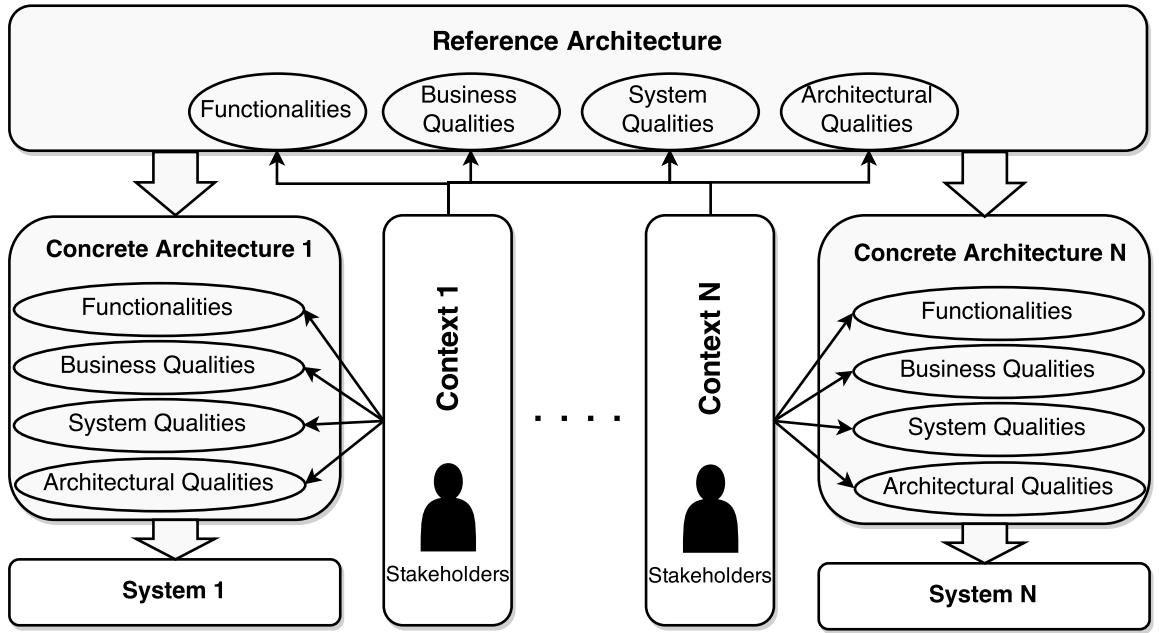 Reference Architecture
Functionalities
Business
Qualities
System
Qualities
Architectural
Qualities
Concrete Architecture 1
Functionalities
Business Qualities
System Qualities
Architectural Qualities
System 1
Context 1
Stakeholders
. . . .
Context N
Stakeholders
Concrete Architecture N
Functionalities
Business Qualities
System Qualities
Architectural Qualities
System N